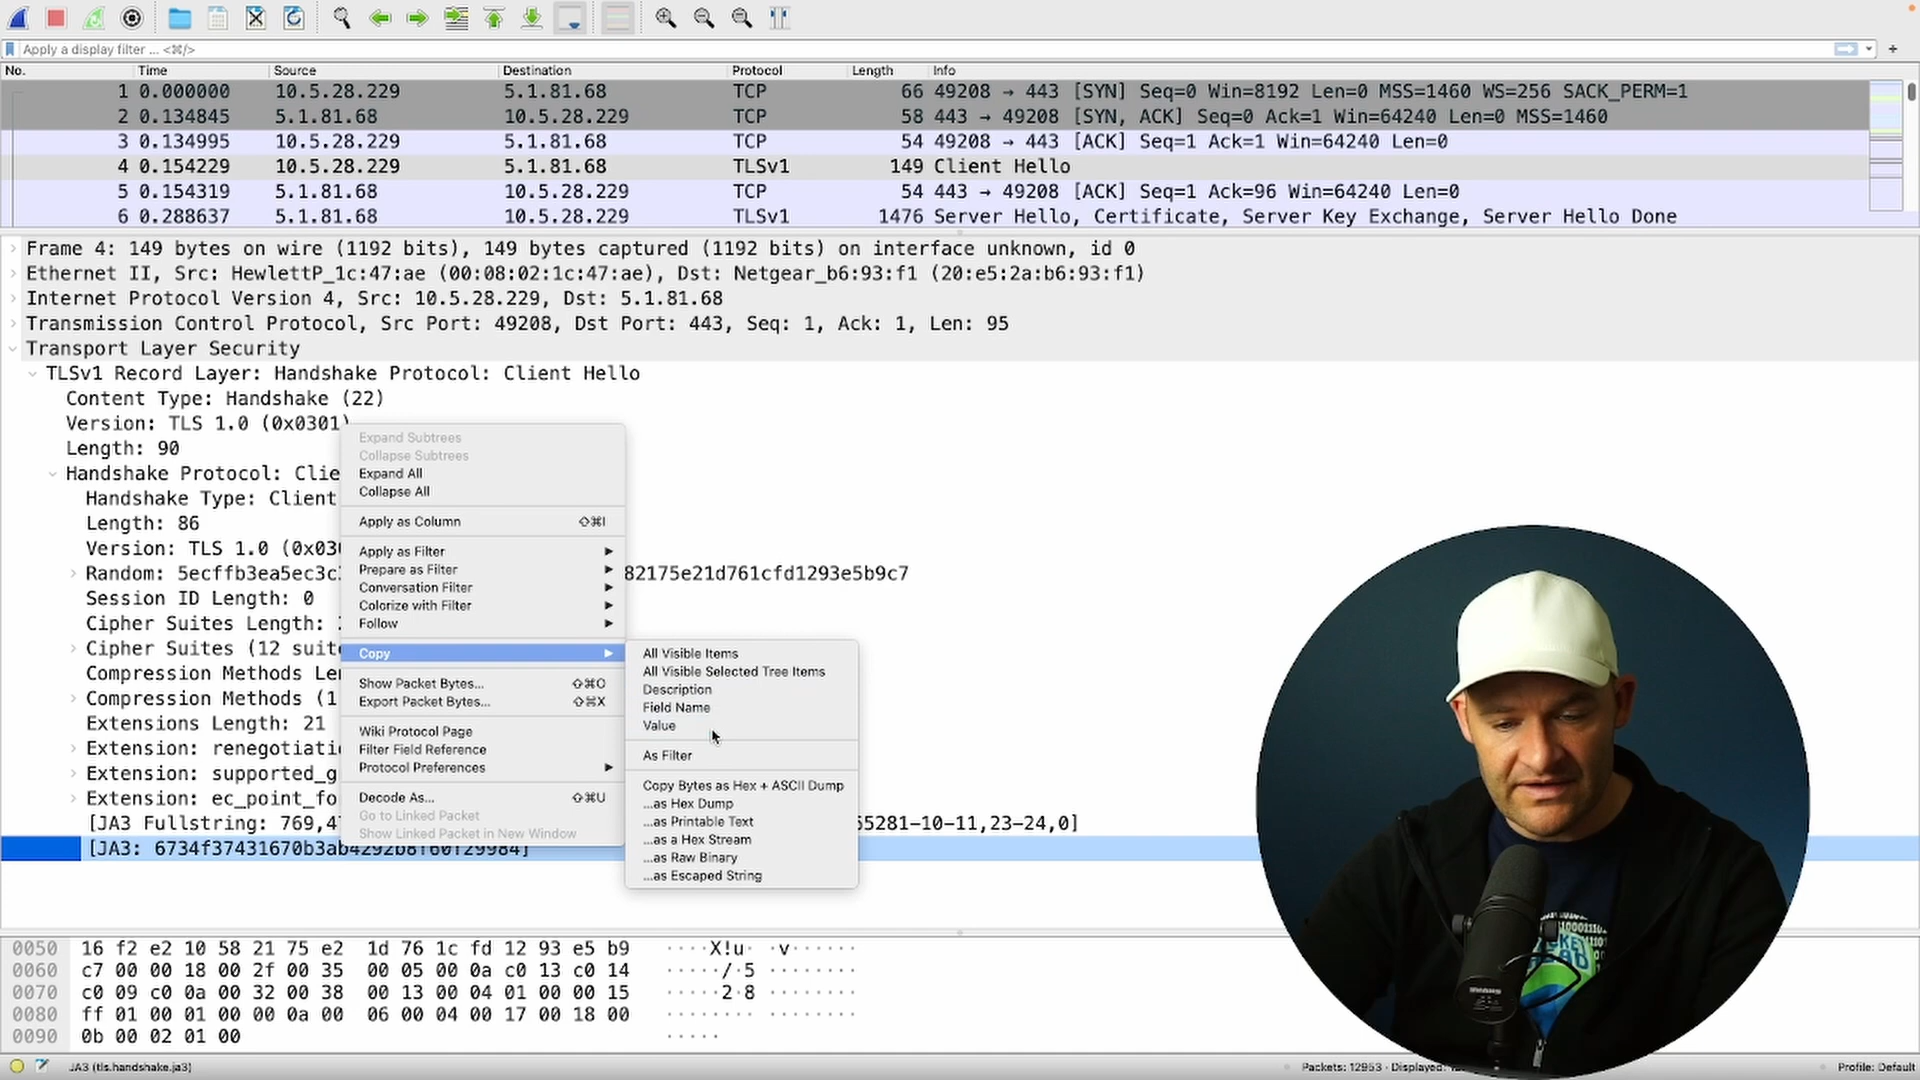 Apply a display filter ... <⌘/>
No. Time Source Destination Protocol Length Info
1 0.000000 10.5.28.229 5.1.81.68 TCP 66 49208 → 443 [SYN] Seq=0 Win=8192 Len=0 MSS=1460 WS=256 SACK_PERM=1
2 0.134845 5.1.81.68 10.5.28.229 TCP 58 443 → 49208 [SYN, ACK] Seq=0 Ack=1 Win=64240 Len=0 MSS=1460
3 0.134995 10.5.28.229 5.1.81.68 TCP 54 49208 → 443 [ACK] Seq=1 Ack=1 Win=64240 Len=0
4 0.154229 10.5.28.229 5.1.81.68 TLSv1 149 Client Hello
5 0.154319 5.1.81.68 10.5.28.229 TCP 54 443 → 49208 [ACK] Seq=1 Ack=96 Win=64240 Len=0
6 0.288637 5.1.81.68 10.5.28.229 TLSv1 1476 Server Hello, Certificate, Server Key Exchange, Server Hello Done
Frame 4: 149 bytes on wire (1192 bits), 149 bytes captured (1192 bits) on interface unknown, id 0
Ethernet II, Src: HewlettP_1c:47:ae (00:08:02:1c:47:ae), Dst: Netgear_b6:93:f1 (20:e5:2a:b6:93:f1)
Internet Protocol Version 4, Src: 10.5.28.229, Dst: 5.1.81.68
Transmission Control Protocol, Src Port: 49208, Dst Port: 443, Seq: 1, Ack: 1, Len: 95
Transport Layer Security
TLSv1 Record Layer: Handshake Protocol: Client Hello
Content Type: Handshake (22)
Version: TLS 1.0 (0x0301)
Length: 90
Handshake Protocol: Clie
Handshake Type: Client
Length: 86
Version: TLS 1.0 (0x030
Random: 5ecffb3ea5ec3c 82175e21d761cfd1293e5b9c7
Session ID Length: 0
Cipher Suites Length:
Cipher Suites (12 suit
Compression Methods Le
Compression Methods (1
Extensions Length: 21
Extension: renegotiati
Extension: supported_g
Extension: ec_point_fo
[JA3 Fullstring: 769,4 65281-10-11,23-24,0]
[JA3: 6734f37431670b3ab4292b8f60f29984]
Expand Subtrees
Collapse Subtrees
Expand All
Collapse All
Apply as Column ⇧⌘I
Apply as Filter
Prepare as Filter
Conversation Filter
Colorize with Filter
Follow
Copy
Show Packet Bytes... ⇧⌘O
Export Packet Bytes... ⇧⌘X
Wiki Protocol Page
Filter Field Reference
Protocol Preferences
Decode As... ⇧⌘U
Go to Linked Packet
Show Linked Packet in New Window
All Visible Items
All Visible Selected Tree Items
Description
Field Name
Value
As Filter
Copy Bytes as Hex + ASCII Dump
...as Hex Dump
...as Printable Text
...as a Hex Stream
...as Raw Binary
...as Escaped String
0050 16 f2 e2 10 58 21 75 e2 1d 76 1c fd 12 93 e5 b9 ····X!u· ·v······
0060 c7 00 00 18 00 2f 00 35 00 05 00 0a c0 13 c0 14 ·····/·5 ········
0070 c0 09 c0 0a 00 32 00 38 00 13 00 04 01 00 00 15 ·····2·8 ········
0080 ff 01 00 01 00 00 0a 00 06 00 04 00 17 00 18 00 ········ ········
0090 0b 00 02 01 00 ·····
JA3 (tls.handshake.ja3)
Packets: 12953 · Displayed:
Profile: Default